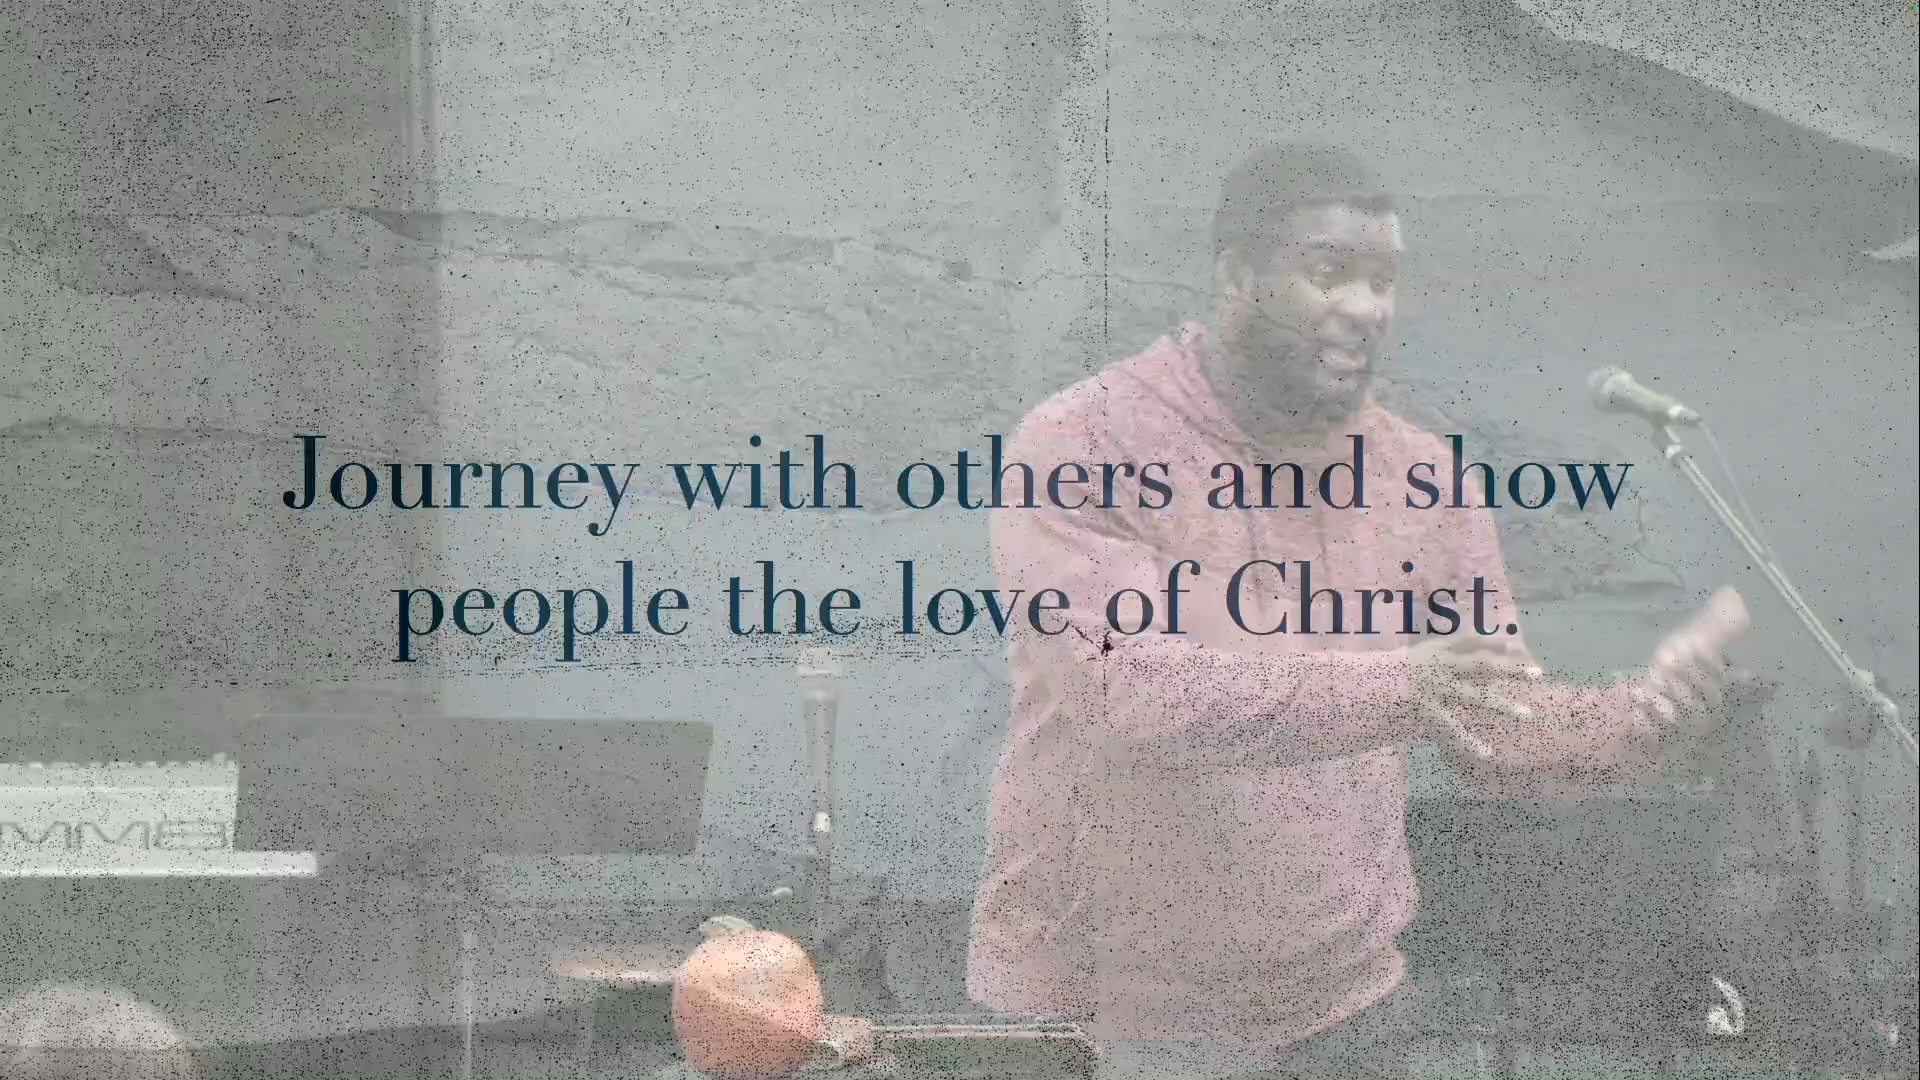 Journey with others and show
people the love of Christ.